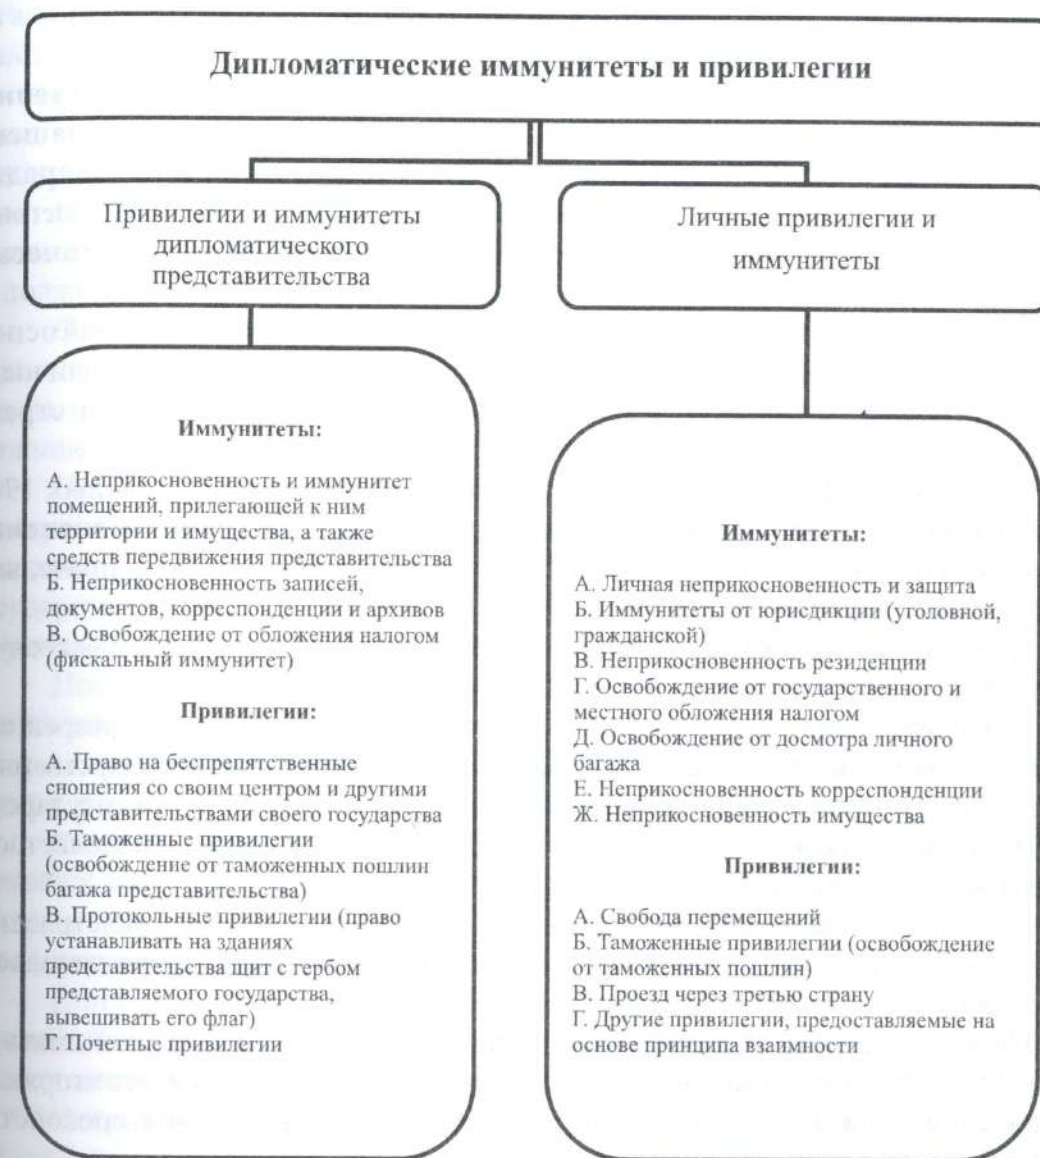 Дипломатические иммунитеты и привилегии
Привилегии и иммунитеты
дипломатического
представительства
Личные привилегии и
иммунитеты
Иммунитеты:
А. Неприкосновенность и иммунитет
помещений, прилегающей к ним
территории и имущества, а также
средств передвижения представительства
Б. Неприкосновенность записей,
документов, корреспонденции и архивов
В. Освобождение от обложения налогом
(фискальный иммунитет)
Привилегии:
А. Право на беспрепятственные
сношения со своим центром и другими
представительствами своего государства
Б. Таможенные привилегии
(освобождение от таможенных пошлин
багажа представительства)
В. Протокольные привилегии (право
устанавливать на зданиях
представительства щит с гербом
представляемого государства,
вывешивать его флаг)
Г. Почетные привилегии
Иммунитеты:
А. Личная неприкосновенность и защита
Б. Иммунитеты от юрисдикции (уголовной,
гражданской)
В. Неприкосновенность резиденции
Г. Освобождение от государственного и
местного обложения налогом
Д. Освобождение от досмотра личного
багажа
Е. Неприкосновенность корреспонденции
Ж. Неприкосновенность имущества
Привилегии:
А. Свобода перемещений
Б. Таможенные привилегии (освобождение
от таможенных пошлин)
В. Проезд через третью страну
Г. Другие привилегии, предоставляемые на
основе принципа взаимности